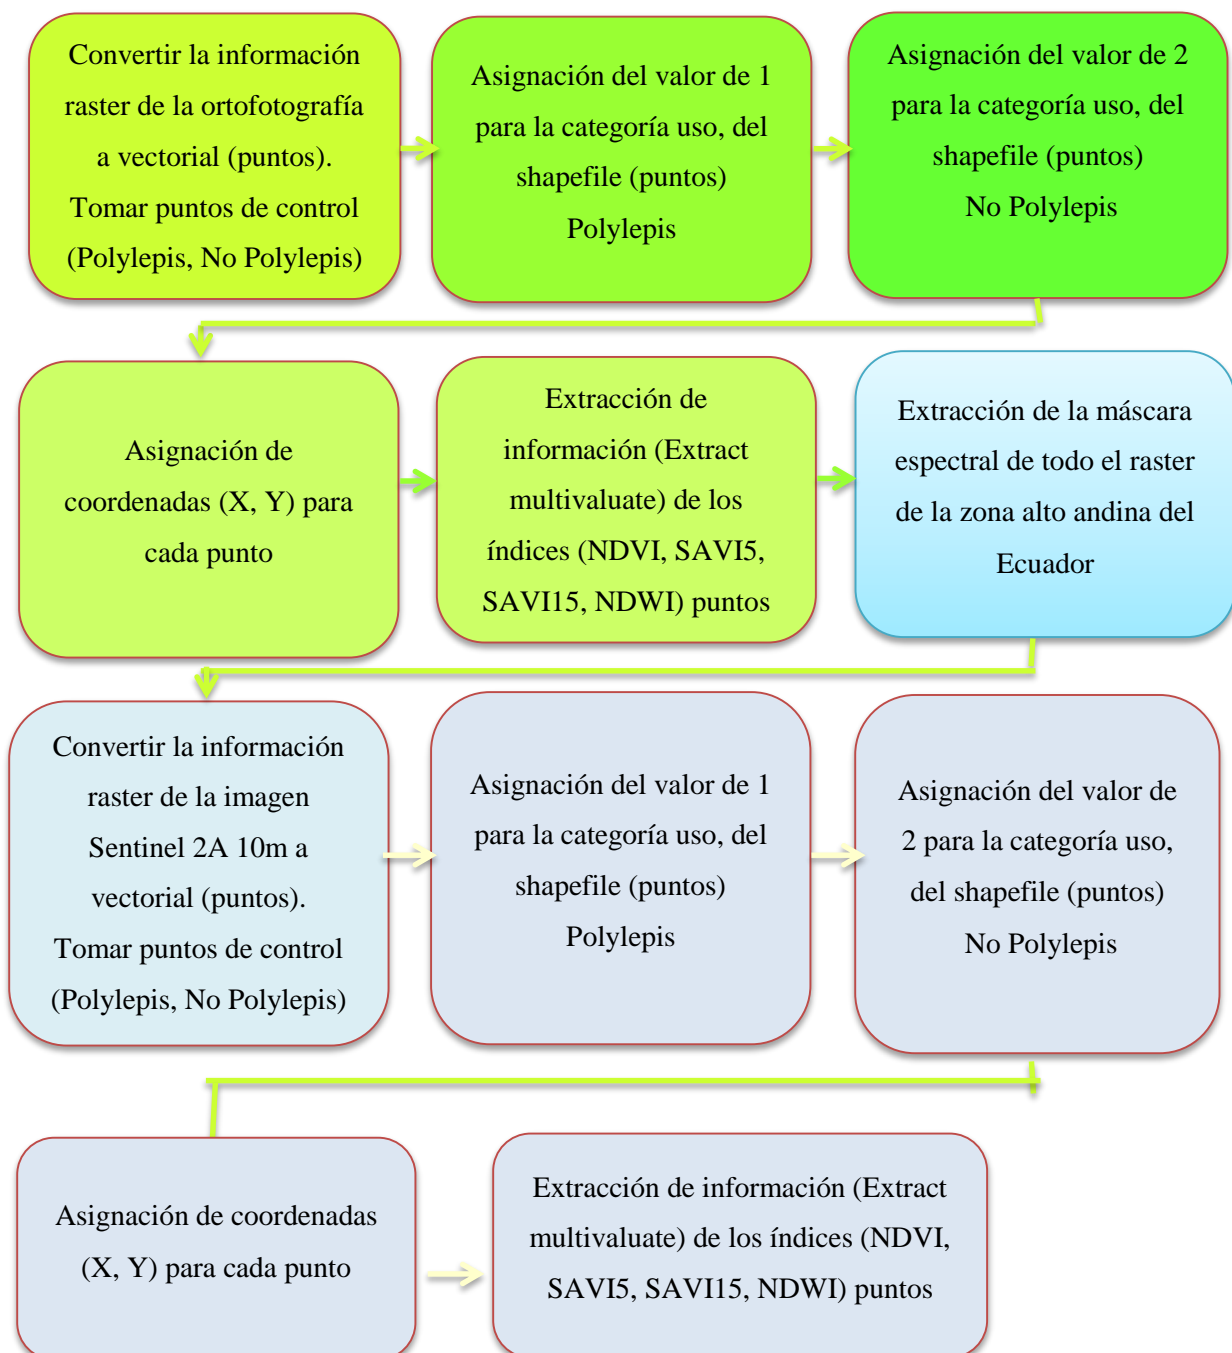 Convertir la información
raster de la ortofotografía
a vectorial (puntos).
Tomar puntos de control
(Polylepis, No Polylepis)
Asignación del valor de 1
para la categoría uso, del
shapefile (puntos)
Polylepis
Asignación del valor de 2
para la categoría uso, del
shapefile (puntos)
No Polylepis
Asignación de
coordenadas (X, Y) para
cada punto
Extracción de
información (Extract
multivaluate) de los
índices (NDVI, SAVI5,
SAVI15, NDWI) puntos
Extracción de la máscara
espectral de todo el raster
de la zona alto andina del
Ecuador
Convertir la información
raster de la imagen
Sentinel 2A 10m a
vectorial (puntos).
Tomar puntos de control
(Polylepis, No Polylepis)
Asignación del valor de 1
para la categoría uso, del
shapefile (puntos)
Polylepis
Asignación del valor de
2 para la categoría uso,
del shapefile (puntos)
No Polylepis
Asignación de coordenadas
(X, Y) para cada punto
Extracción de información (Extract
multivaluate) de los índices (NDVI,
SAVI5, SAVI15, NDWI) puntos